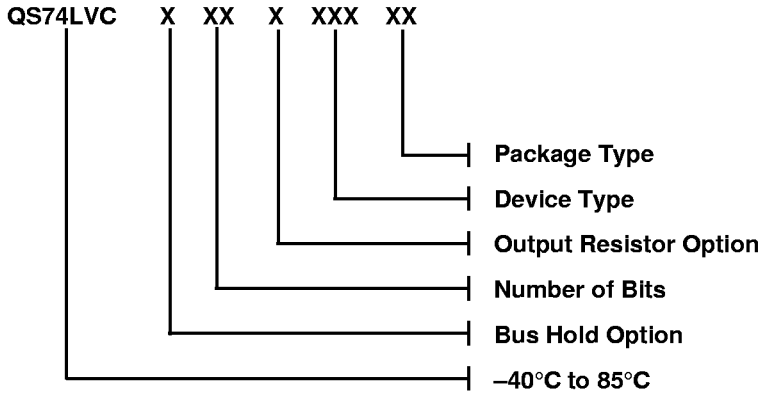 QS74LVC X XX X XXX XX
Package Type
Device Type
Output Resistor Option
Number of Bits
Bus Hold Option
–40°C to 85°C